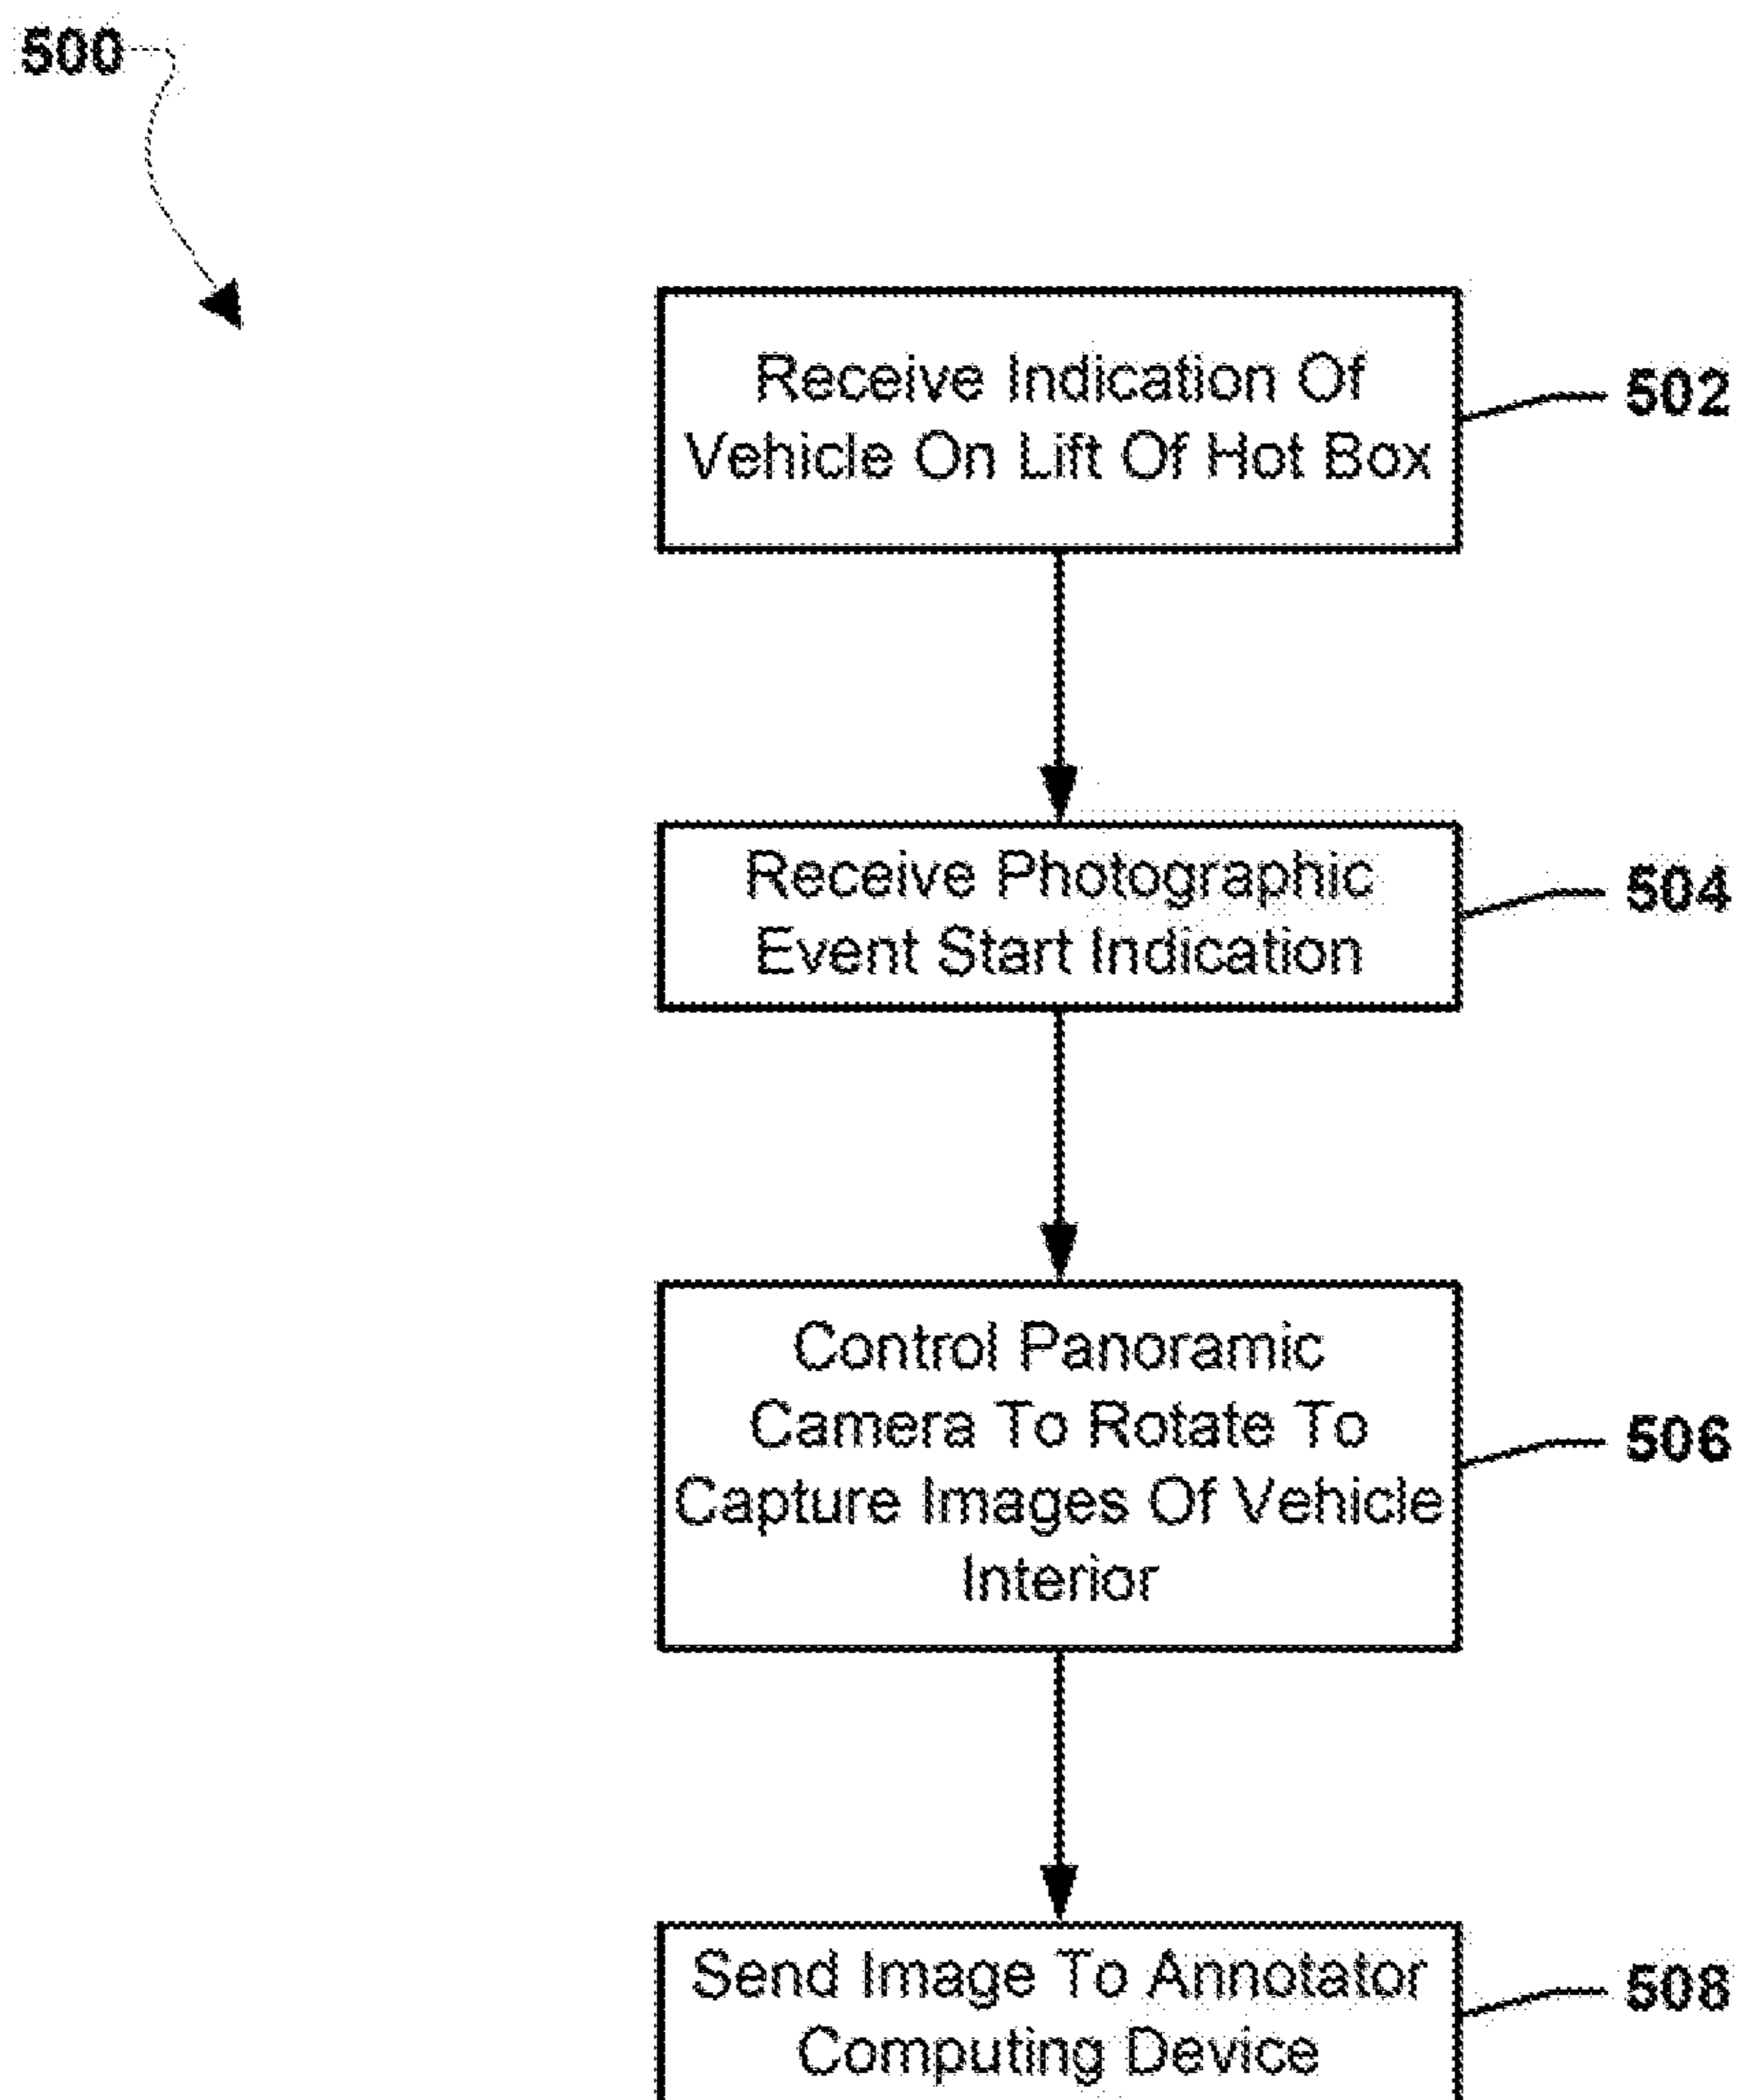 500
Receive Indication Of
Vehicle On Lift Of Hot Box
502
Receive Photographic
Event Start Indication
504
Control Panoramic
Camera To Rotate To
Capture Images Of Vehicle
Interior
506
Send Image To Annotator
Computing Device
508